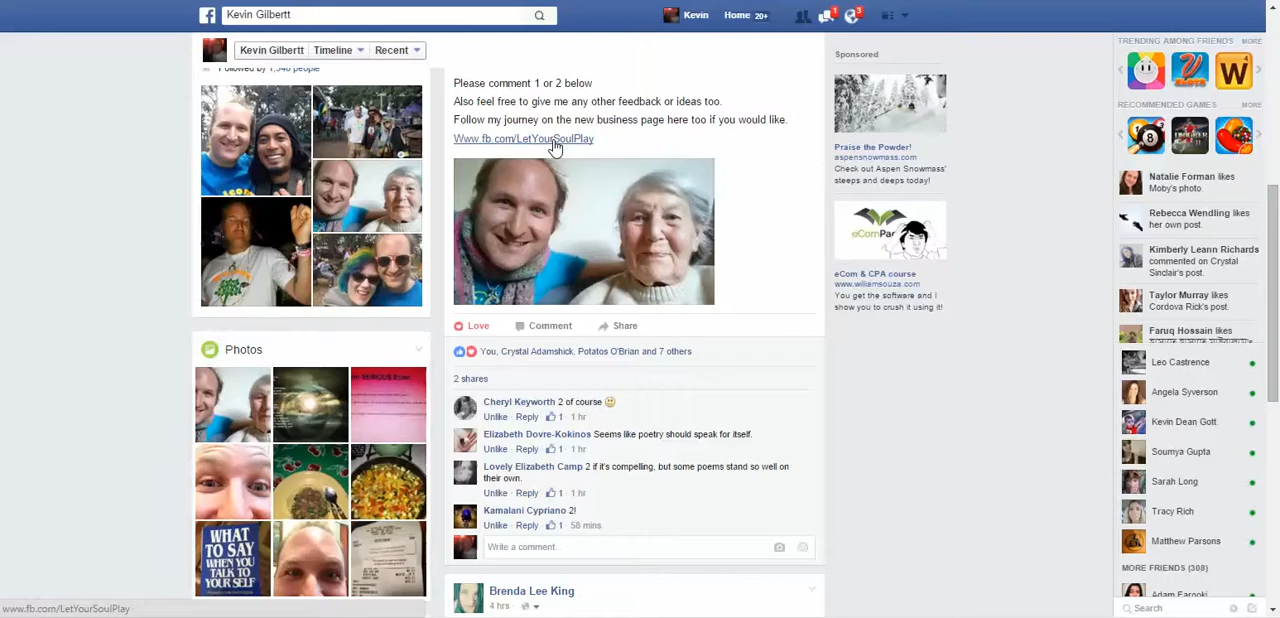 Kevin Gilbertt
Kevin
Home 20+
1
3
Kevin Gilbertt
Timeline
Recent
Followed by 1,540 people
Please comment 1 or 2 below
Also feel free to give me any other feedback or ideas too.
Follow my journey on the new business page here too if you would like.
Www.fb.com/LetYourSoulPlay
Love
Comment
Share
You, Crystal Adamshick, Potatos O'Brian and 7 others
2 shares
Cheryl Keyworth 2 of course
Unlike · Reply · 1 · 1 hr
Elizabeth Dovre-Kokinos Seems like poetry should speak for itself.
Unlike · Reply · 1 · 1 hr
Lovely Elizabeth Camp 2 if it's compelling, but some poems stand so well on
their own.
Unlike · Reply · 1 · 1 hr
Kamalani Cypriano 2!
Unlike · Reply · 1 · 58 mins
Write a comment...
Brenda Lee King
4 hrs ·
Photos
WHAT
TO SAY
WHEN YOU
TALK TO
YOUR SELF
www.fb.com/LetYourSoulPlay
Sponsored
Praise the Powder!
aspensnowmass.com
Check out Aspen Snowmass'
steeps and deeps today!
eCom & CPA course
www.williamsouza.com
You get the software and I
show you to crush it using it!
TRENDING AMONG FRIENDS
MORE
W
RECOMMENDED GAMES
MORE
8
Natalie Forman likes
Moby's photo.
Rebecca Wendling likes
her own post.
Kimberly Leann Richards
commented on Crystal
Sinclair's post.
Taylor Murray likes
Cordova Rick's post.
Faruq Hossain likes
Leo Castrence
Angela Syverson
Kevin Dean Gott
Soumya Gupta
Sarah Long
Tracy Rich
Matthew Parsons
MORE FRIENDS (308)
Adam Farooki
Search